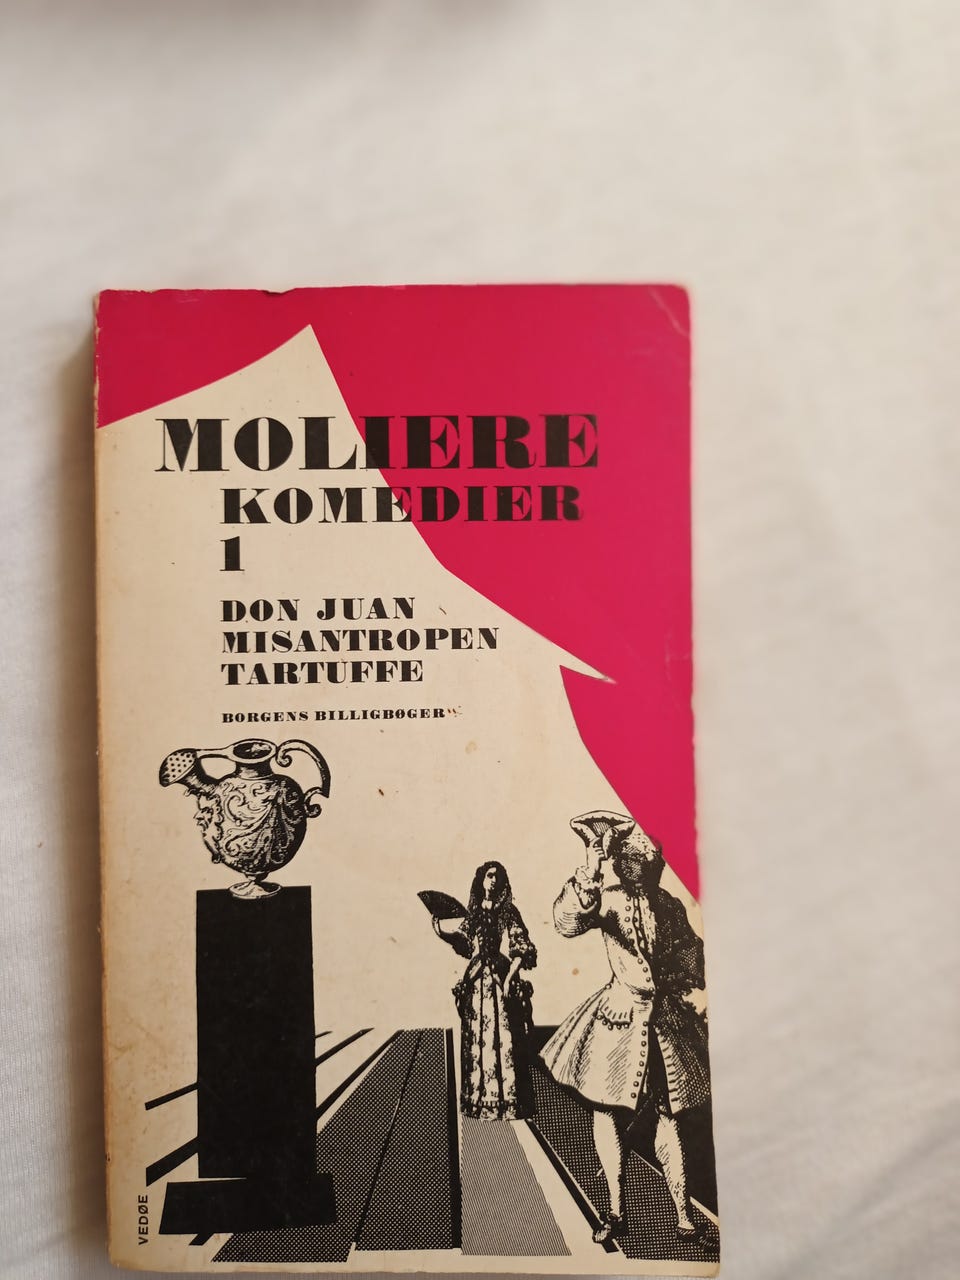 MOLIERE
KOMEDIER
1
DON JUAN
MISANTROPEN
TARTUFFE
BORGENS BILLIGBØGER
VEDØE